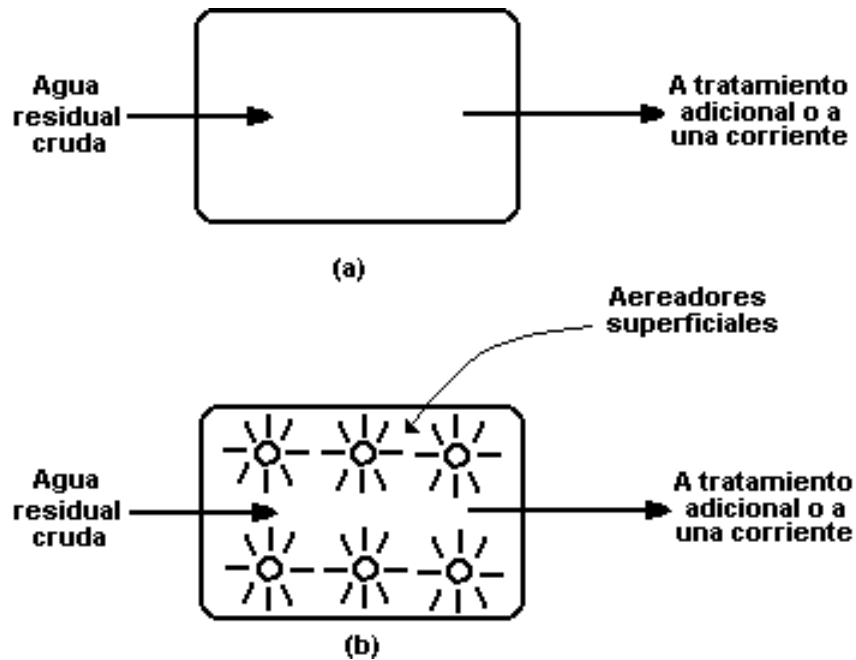 Agua
residual
cruda
A tratamiento
adicional o a
una corriente
(a)
Aereadores
superficiales
Agua
residual
cruda
A tratamiento
adicional o a
una corriente
(b)